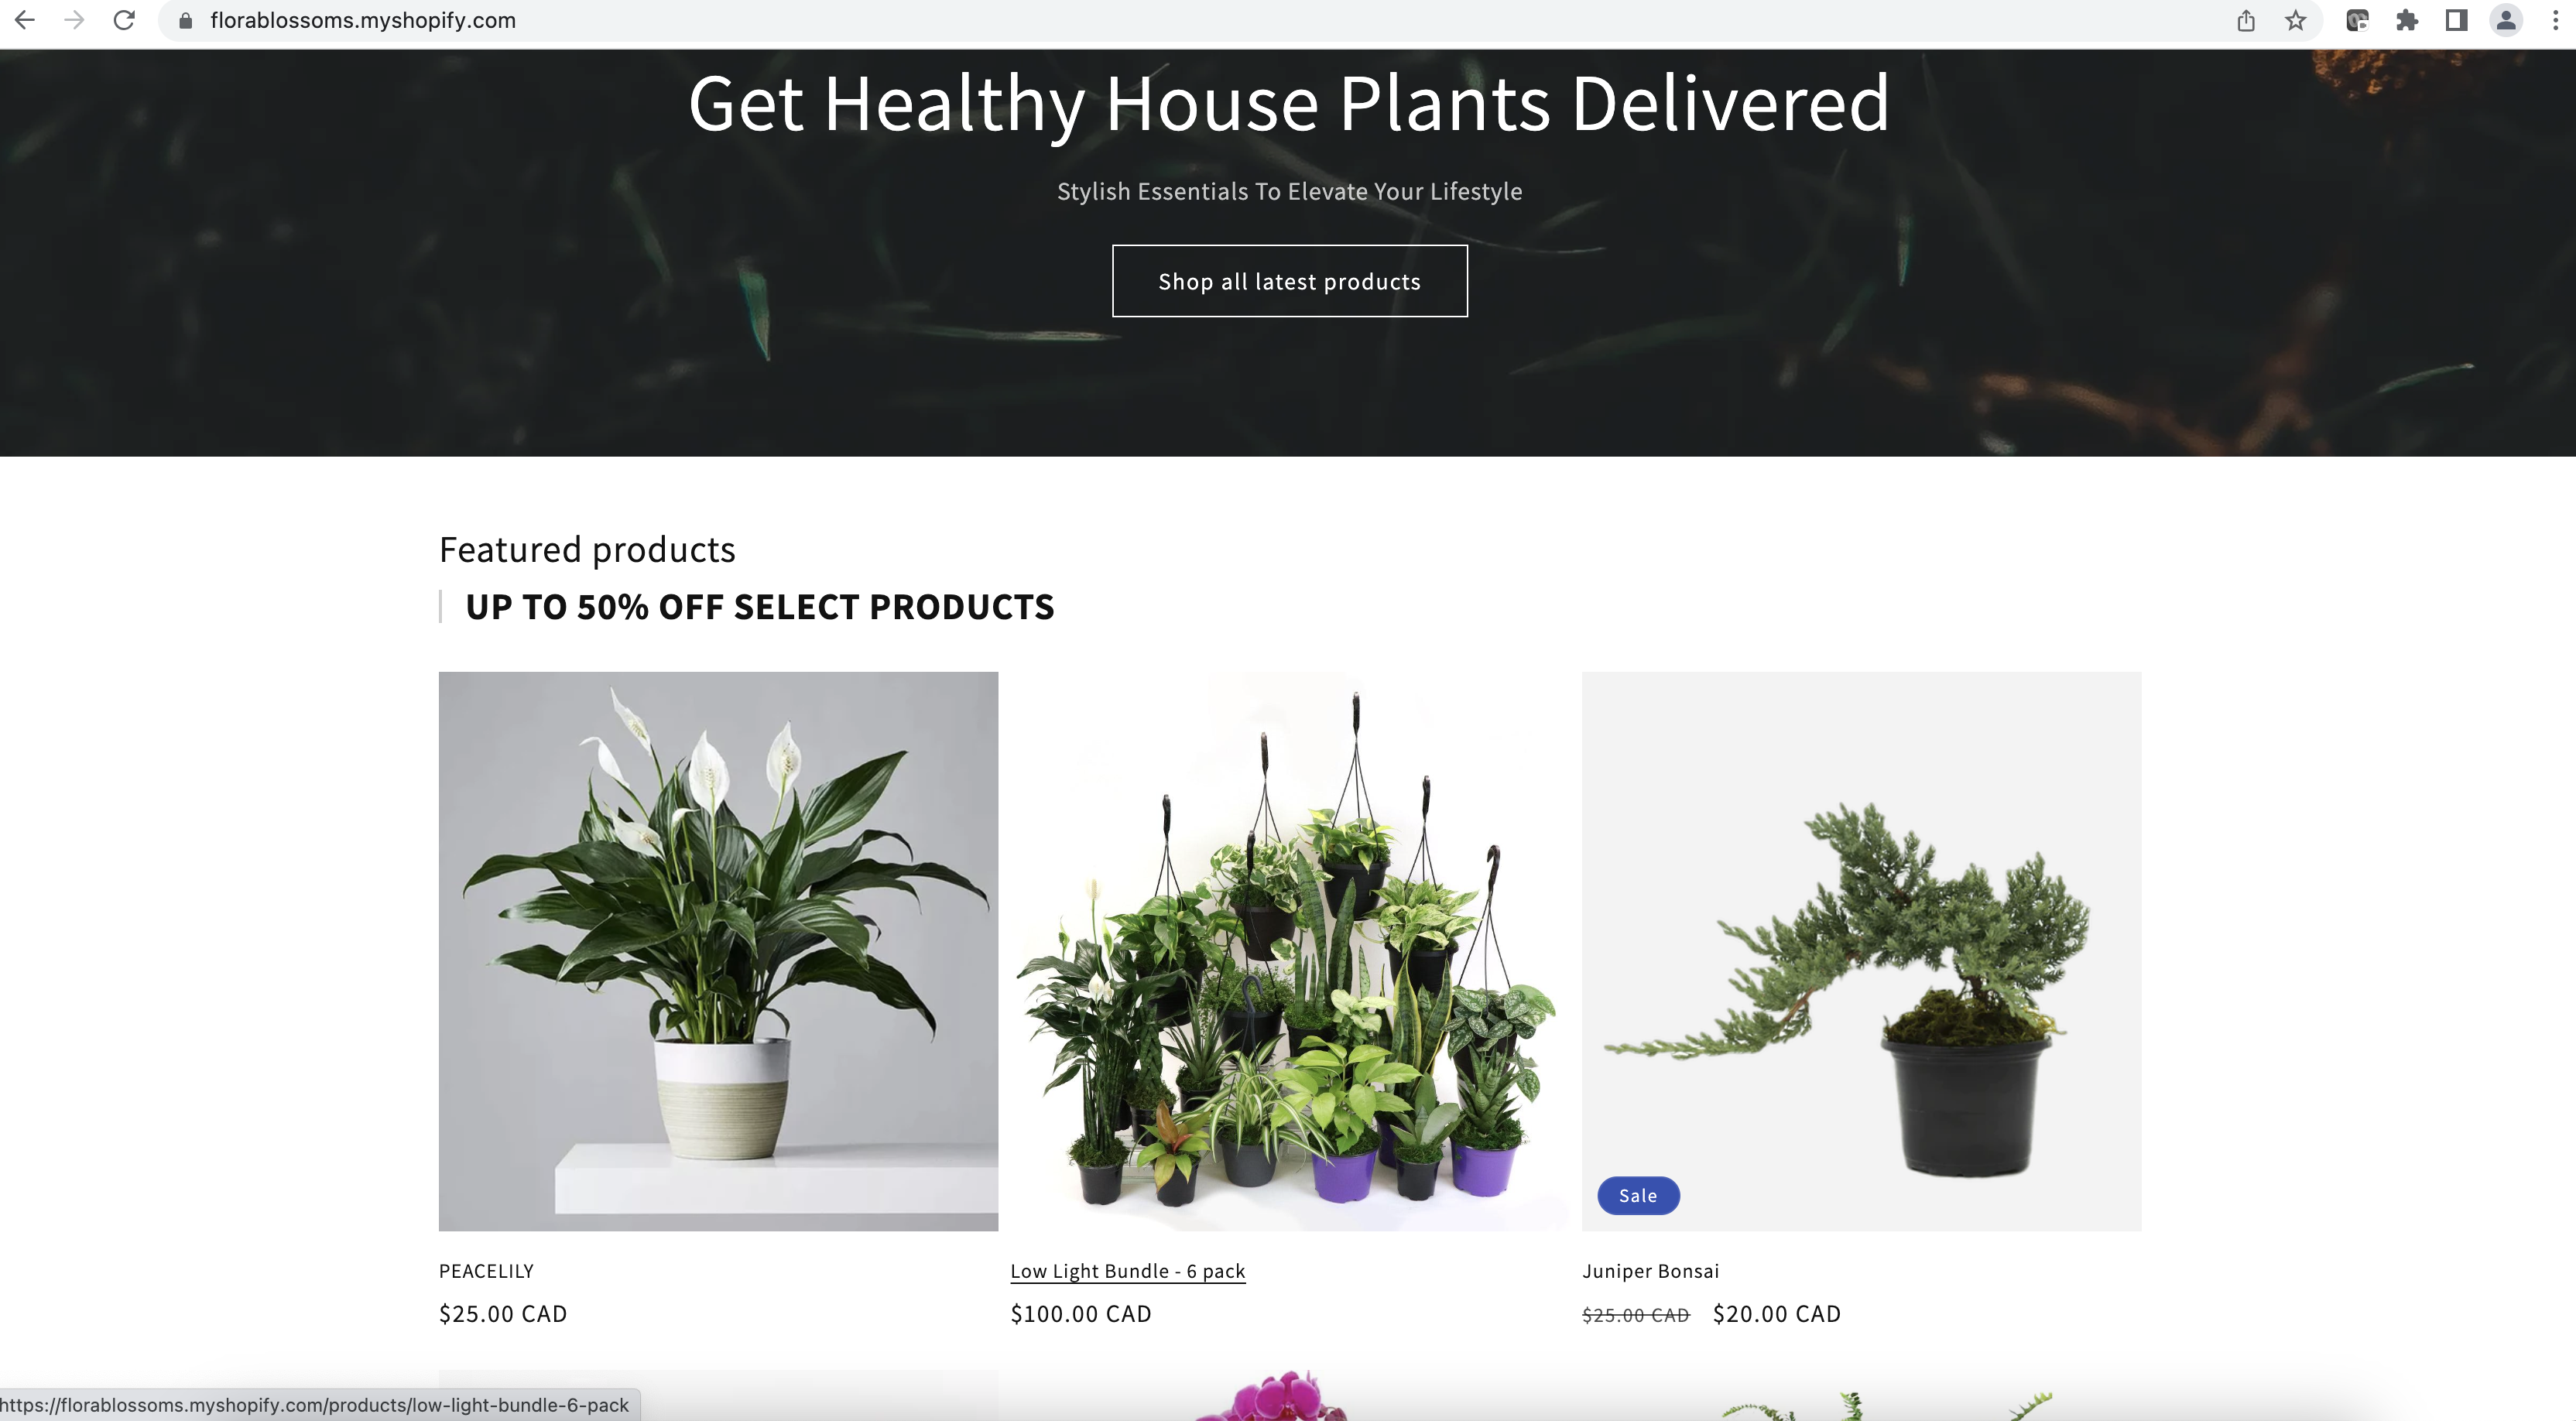 florablossoms.myshopify.com
Get Healthy House Plants Delivered
Stylish Essentials To Elevate Your Lifestyle
Shop all latest products
Featured products
UP TO 50% OFF SELECT PRODUCTS
Sale
PEACELILY
Low Light Bundle - 6 pack
Juniper Bonsai
$25.00 CAD
$100.00 CAD
$25.00 CAD $20.00 CAD
https://florablossoms.myshopify.com/products/low-light-bundle-6-pack